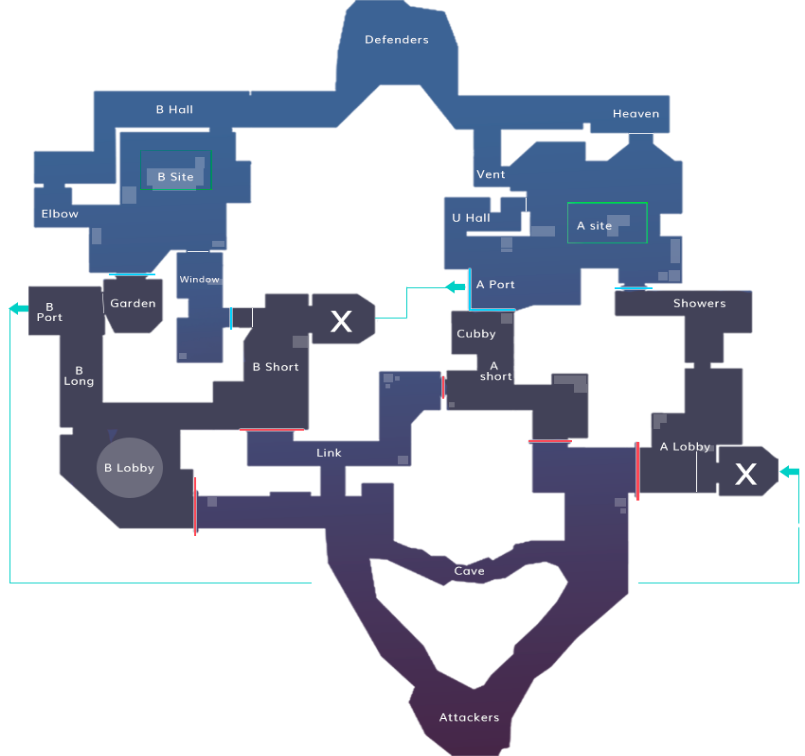 Defenders
B Hall
Heaven
B Site
Vent
Elbow
U Hall
A site
Window
A Port
B
Port
Garden
Showers
X
Cubby
B Short
A
short
B
Long
A Lobby
Link
B Lobby
X
Cave
Attackers